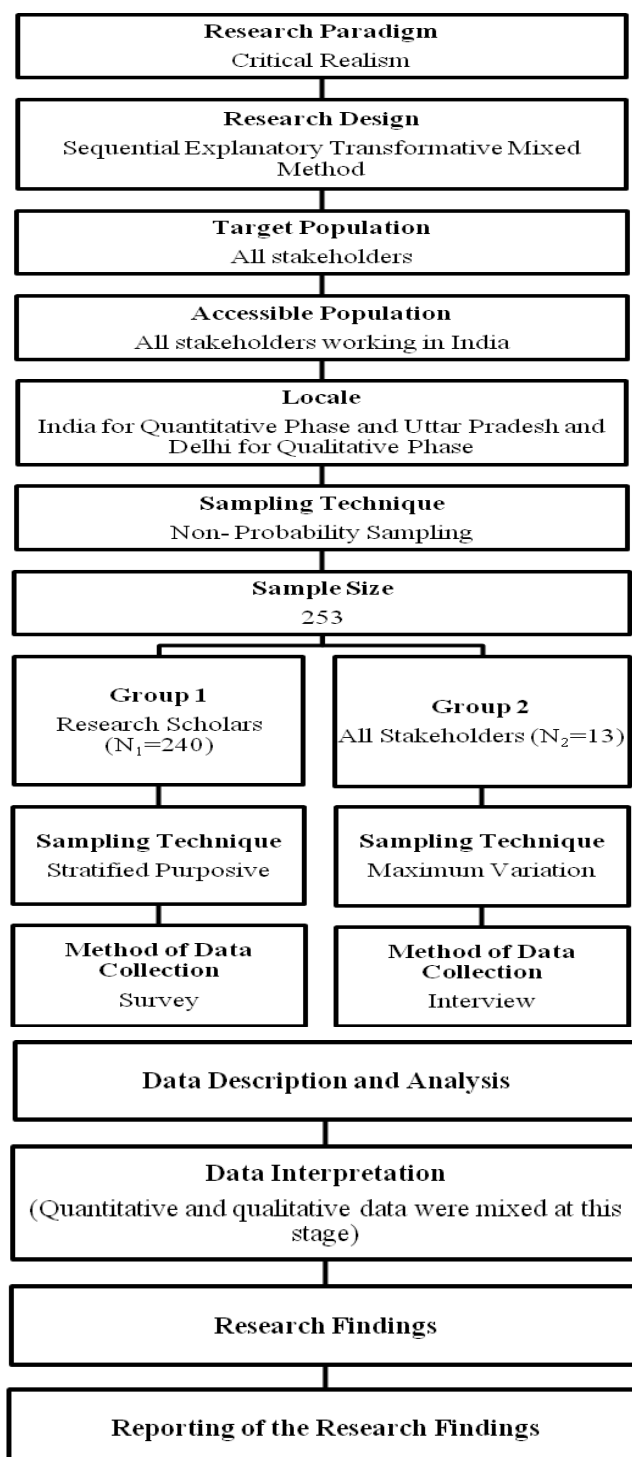 Research Paradigm
Critical Realism
Research Design
Sequential Explanatory Transformative Mixed
Method
Target Population
All stakeholders
Accessible Population
All stakeholders working in India
Locale
India for Quantitative Phase and Uttar Pradesh and
Delhi for Qualitative Phase
Sampling Technique
Non- Probability Sampling
Sample Size
253
Group 1
Research Scholars
(N₁=240)
Group 2
All Stakeholders (N₂=13)
Sampling Technique
Stratified Purposive
Sampling Technique
Maximum Variation
Method of Data
Collection
Survey
Method of Data
Collection
Interview
Data Description and Analysis
Data Interpretation
(Quantitative and qualitative data were mixed at this
stage)
Research Findings
Reporting of the Research Findings